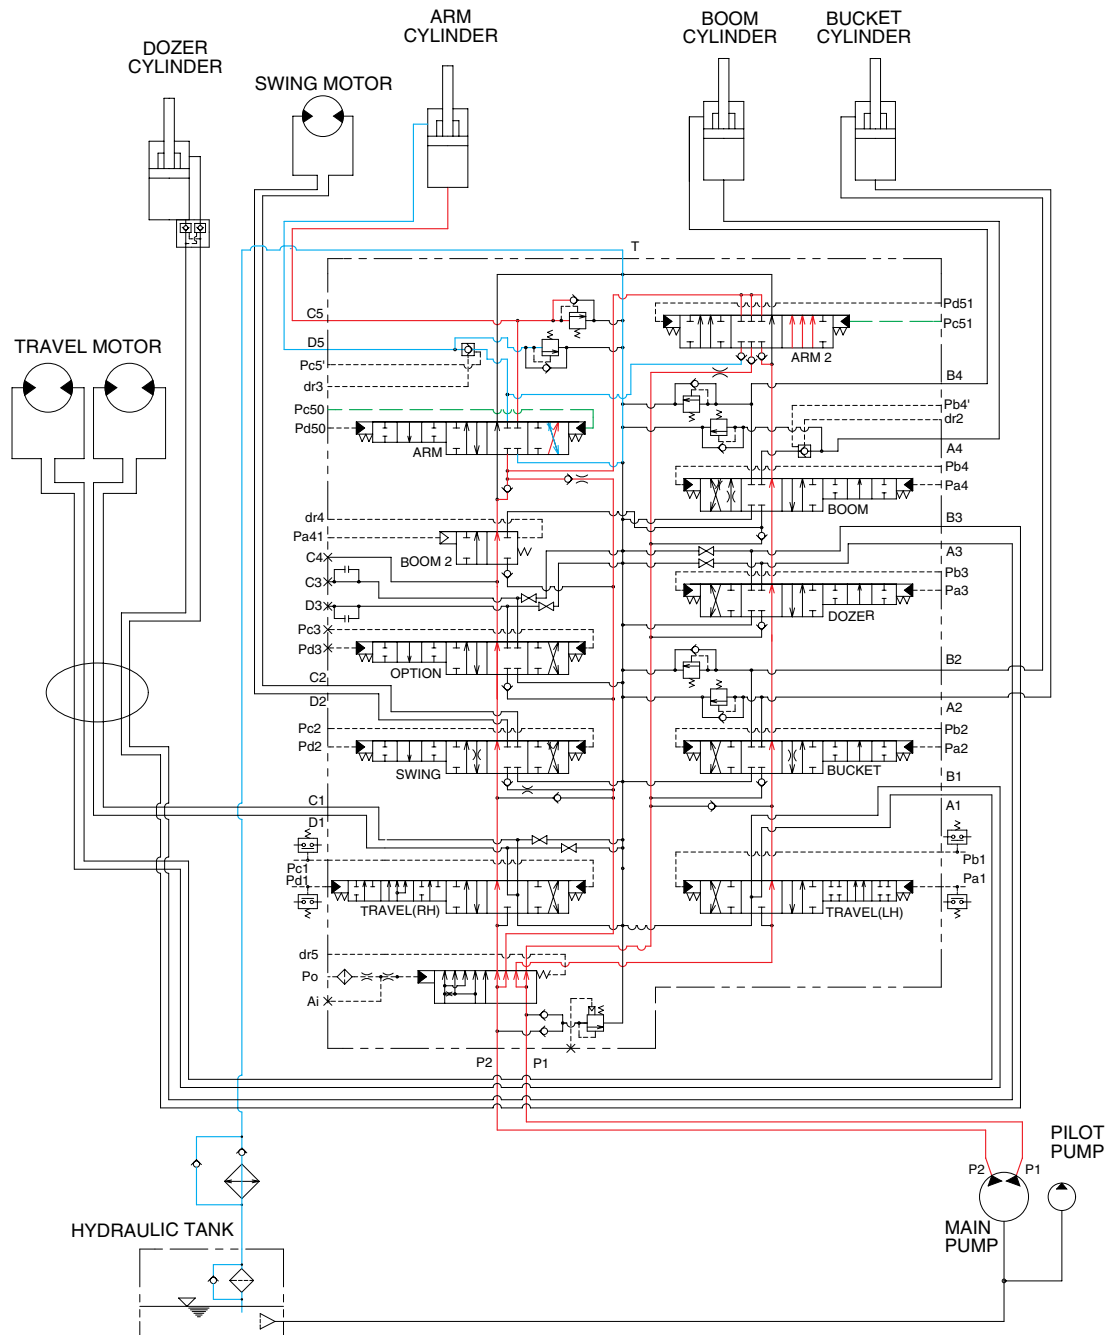 ARM
CYLINDER
BOOM
CYLINDER
BUCKET
CYLINDER
DOZER
CYLINDER
SWING MOTOR
TRAVEL MOTOR
T
C5
D5
Pc5'
dr3
Pc50
Pd50
ARM
dr4
Pa41
C4
BOOM 2
C3
D3
Pc3
Pd3
OPTION
C2
D2
Pc2
Pd2
SWING
C1
D1
Pc1
Pd1
TRAVEL(RH)
dr5
Po
Ai
Pd51
Pc51
ARM 2
B4
Pb4'
dr2
A4
Pb4
Pa4
BOOM
B3
A3
Pb3
Pa3
DOZER
B2
A2
Pb2
Pa2
BUCKET
B1
A1
Pb1
Pa1
TRAVEL(LH)
P2
P1
PILOT
PUMP
P2
P1
MAIN
PUMP
HYDRAULIC TANK